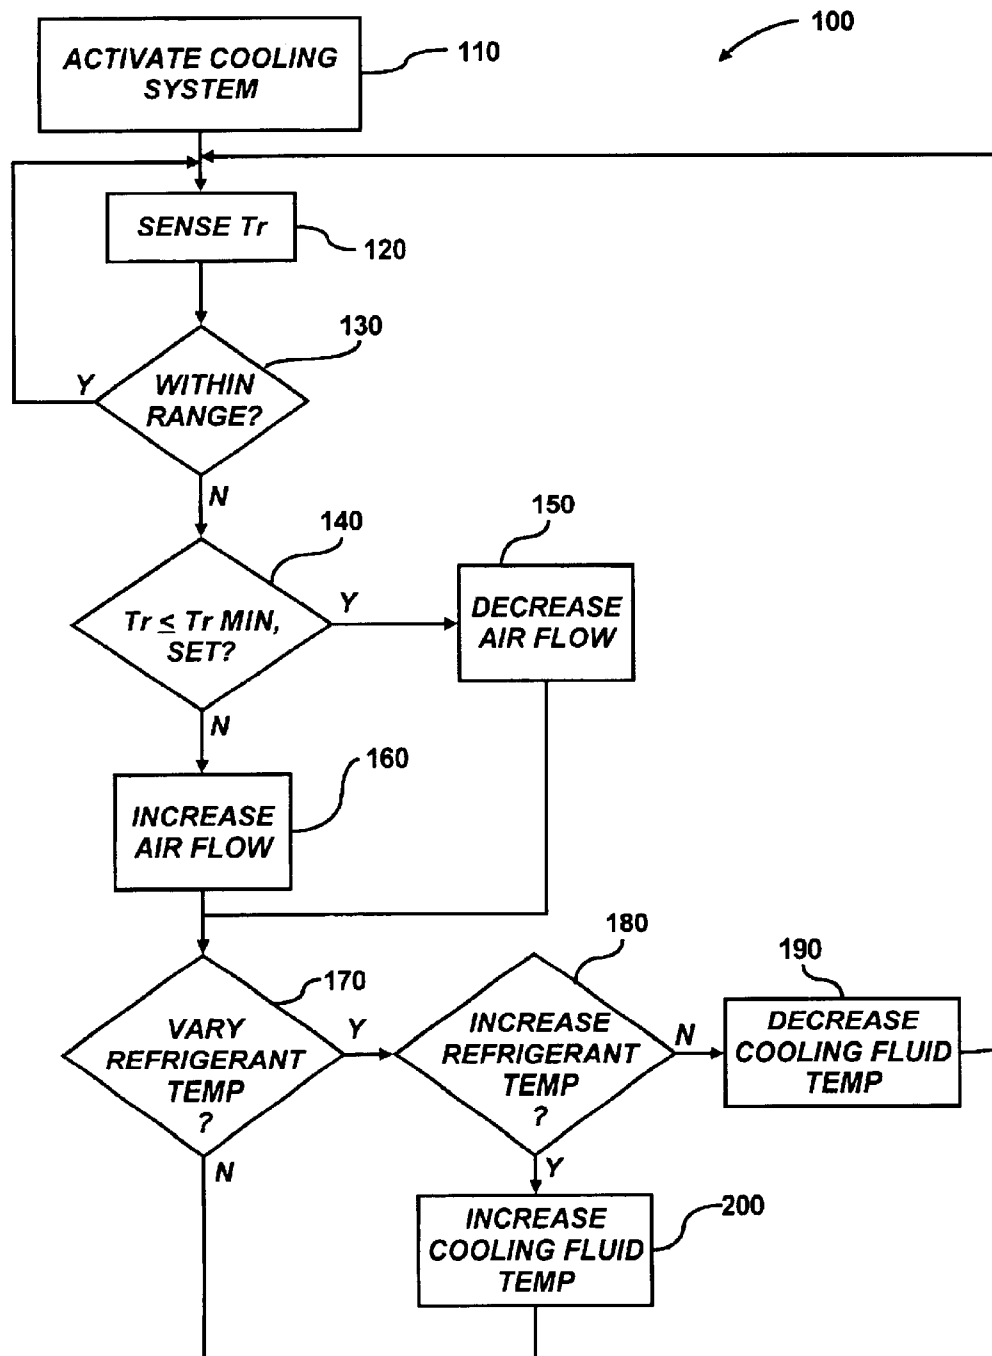 100
ACTIVATE COOLING
SYSTEM
110
SENSE Tr
120
130
WITHIN
RANGE?
Y
N
140
Tr ≤ Tr MIN,
SET?
Y
N
150
DECREASE
AIR FLOW
160
INCREASE
AIR FLOW
170
VARY
REFRIGERANT
TEMP
?
Y
N
180
INCREASE
REFRIGERANT
TEMP
?
N
Y
190
DECREASE
COOLING FLUID
TEMP
200
INCREASE
COOLING FLUID
TEMP